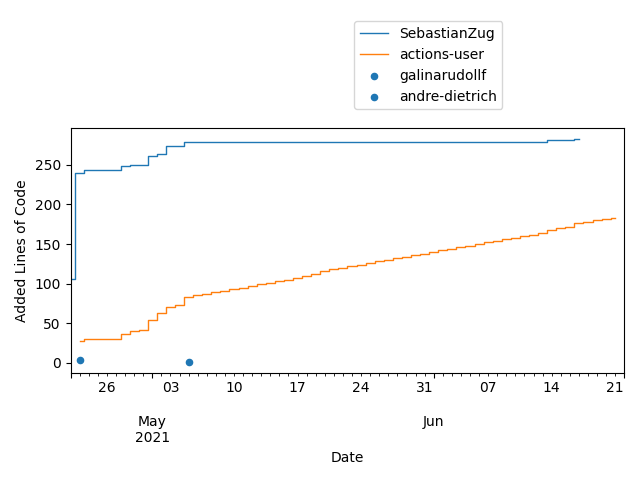 SebastianZug
actions-user
galinarudollf
andre-dietrich
Added Lines of Code
250
200
150
100
50
0
26 03 10 17 24 31 07 14 21
May Jun
2021
Date